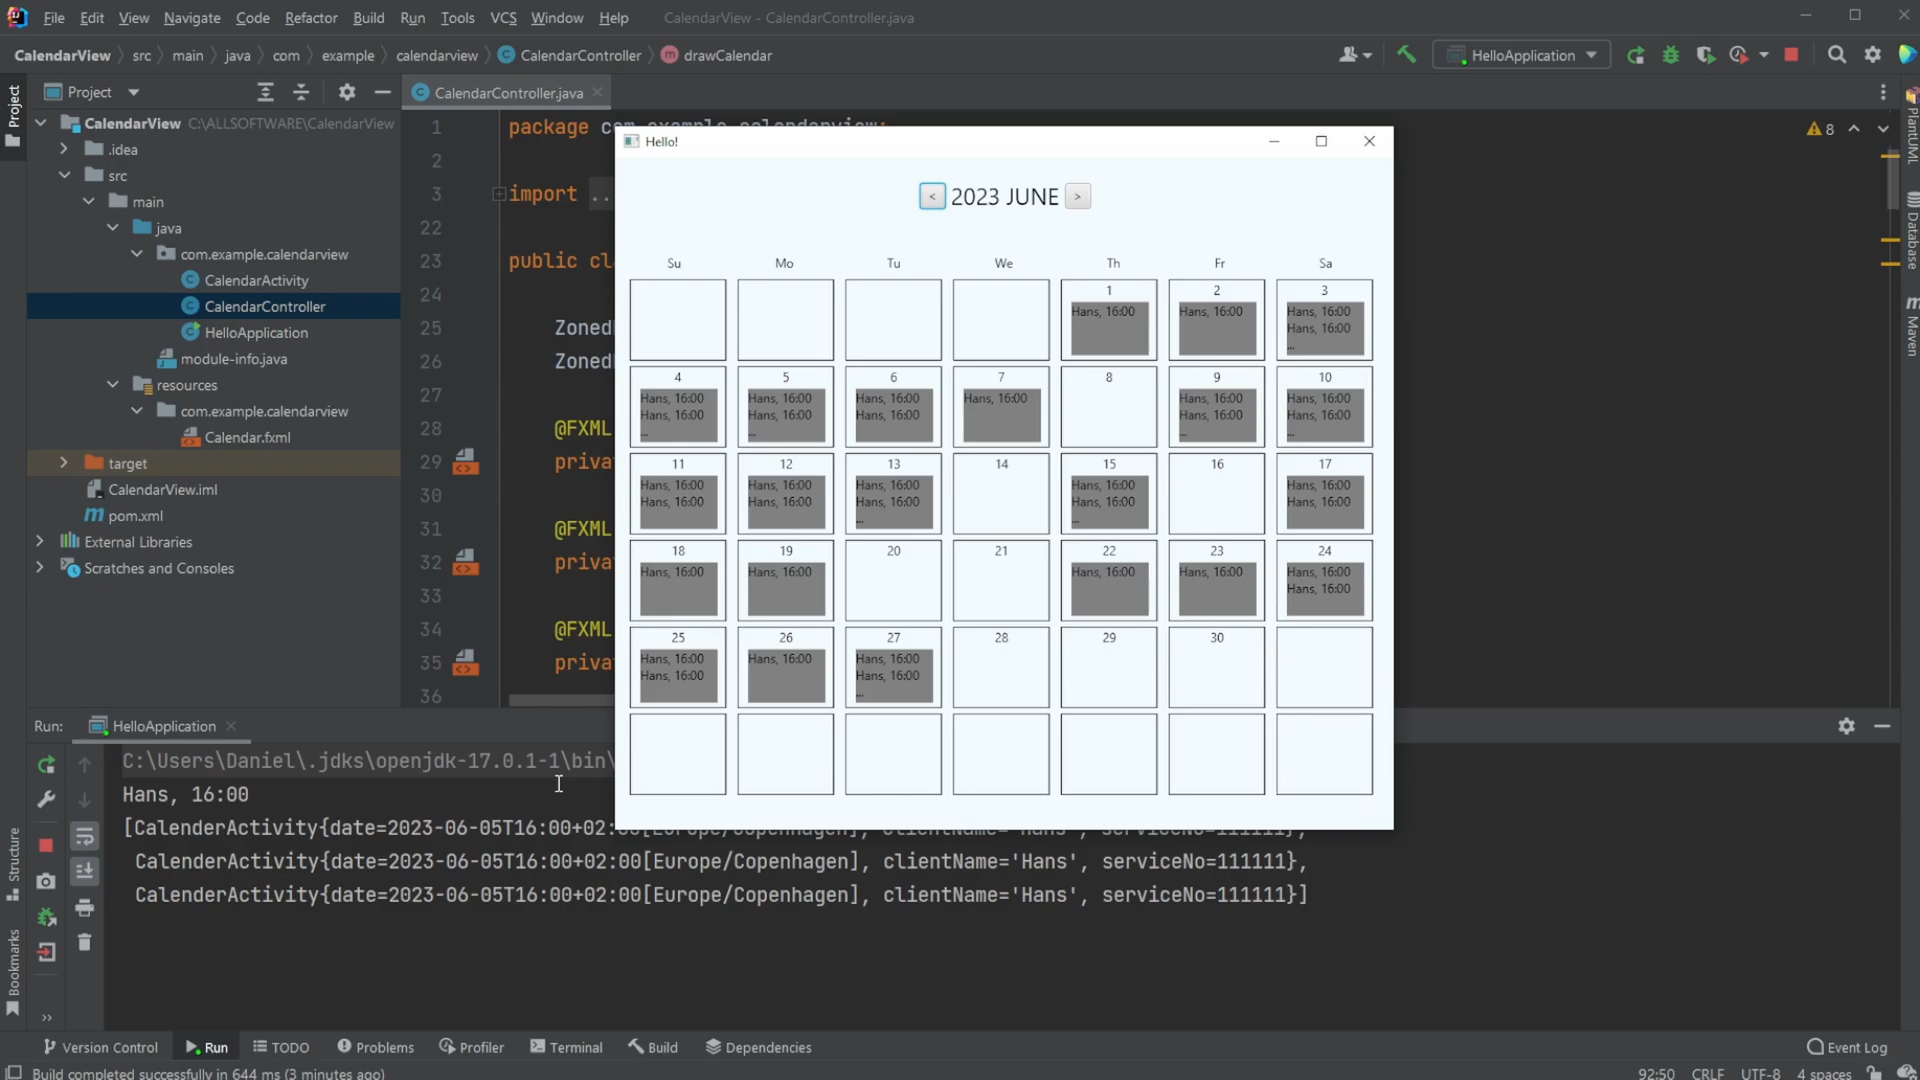 File Edit View Navigate Code Refactor Build Run Tools VCS Window Help CalendarView - CalendarController.java
CalendarView src main java com example calendarview CalendarController drawCalendar HelloApplication
Project
CalendarController.java
CalendarView C:\ALLSOFTWARE\CalendarView
.idea
src
main
java
com.example.calendarview
CalendarActivity
CalendarController
HelloApplication
module-info.java
resources
com.example.calendarview
Calendar.fxml
target
CalendarView.iml
pom.xml
External Libraries
Scratches and Consoles
Project
Structure
Bookmarks
1 package com.example.calendarview;
2
3 import ..
22
23 public cl
24
25 Zoned
26 Zoned
27
28 @FXML
29 priva
30
31 @FXML
32 priva
33
34 @FXML
35 priva
36
8
PlantUML
Database
Maven
Hello!
< 2023 JUNE >
Su Mo Tu We Th Fr Sa
1 2 3
Hans, 16:00 Hans, 16:00 Hans, 16:00
Hans, 16:00
...
4 5 6 7 8 9 10
Hans, 16:00 Hans, 16:00 Hans, 16:00 Hans, 16:00 Hans, 16:00 Hans, 16:00
Hans, 16:00 Hans, 16:00 Hans, 16:00 Hans, 16:00 Hans, 16:00
... ... ... ...
11 12 13 14 15 16 17
Hans, 16:00 Hans, 16:00 Hans, 16:00 Hans, 16:00 Hans, 16:00
Hans, 16:00 Hans, 16:00 Hans, 16:00 Hans, 16:00 Hans, 16:00
... ...
18 19 20 21 22 23 24
Hans, 16:00 Hans, 16:00 Hans, 16:00 Hans, 16:00 Hans, 16:00
Hans, 16:00
25 26 27 28 29 30
Hans, 16:00 Hans, 16:00 Hans, 16:00
Hans, 16:00 Hans, 16:00
...
Run: HelloApplication
C:\Users\Daniel\.jdks\openjdk-17.0.1-1\bin\
Hans, 16:00
[CalenderActivity{date=2023-06-05T16:00+02:00[Europe/Copenhagen], clientName='Hans', serviceNo=111111},
CalenderActivity{date=2023-06-05T16:00+02:00[Europe/Copenhagen], clientName='Hans', serviceNo=111111},
CalenderActivity{date=2023-06-05T16:00+02:00[Europe/Copenhagen], clientName='Hans', serviceNo=111111}]
Version Control Run TODO Problems Profiler Terminal Build Dependencies Event Log
Build completed successfully in 644 ms (3 minutes ago) 92:50 CRLF UTF-8 4 spaces